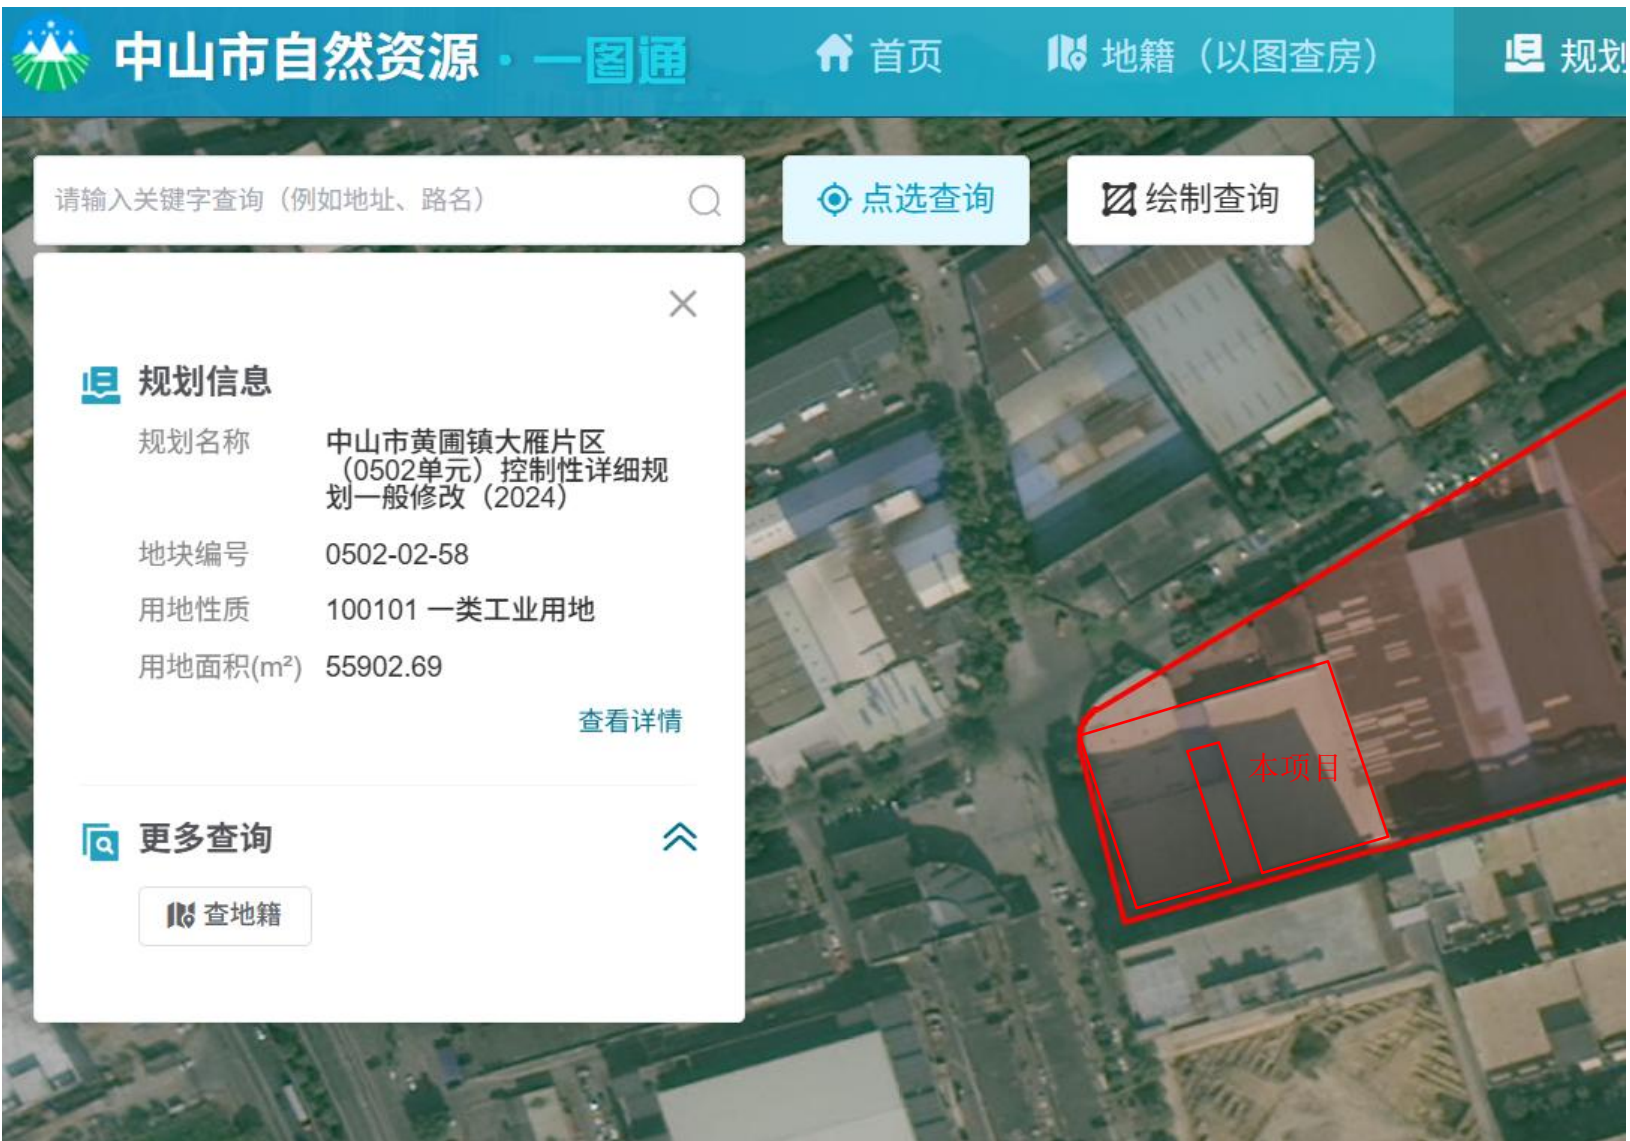 中山市自然资源·一图通
首页
地籍（以图查房）
规划
请输入关键字查询（例如地址、路名）
点选查询
绘制查询
规划信息
规划名称
中山市黄圃镇大雁片区
（0502单元）控制性详细规
划一般修改（2024）
地块编号
0502-02-58
用地性质
100101 一类工业用地
用地面积(m²)
55902.69
查看详情
更多查询
查地籍
本项目